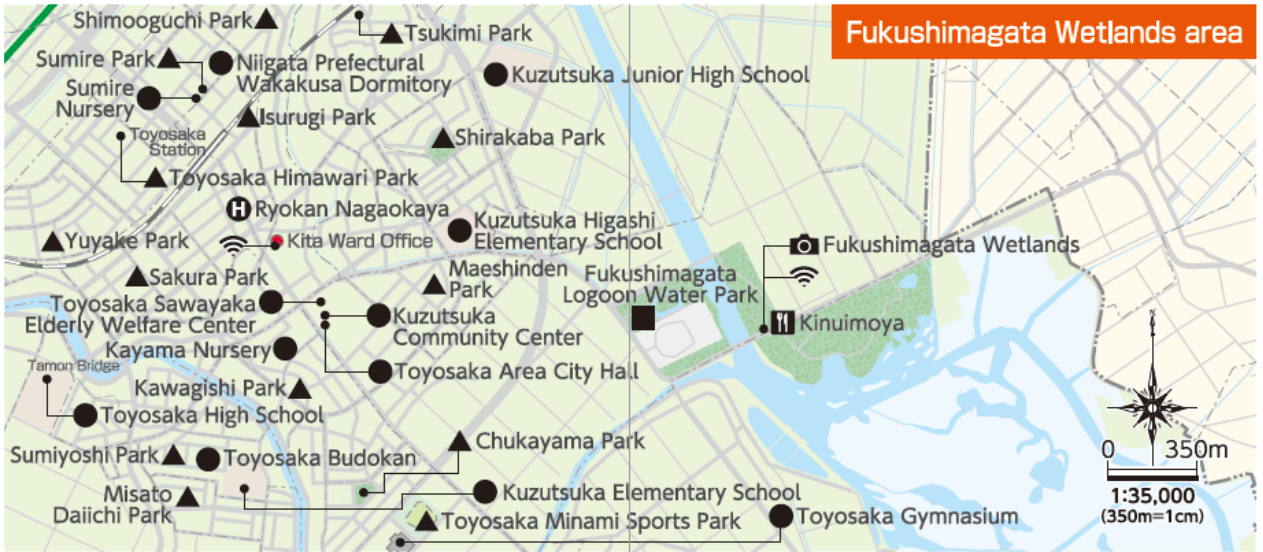 Fukushimagata Wetlands area
Shimooguchi Park
Tsukimi Park
Sumire Park
Niigata Prefectural
Wakakusa Dormitory
Kuzutsuka Junior High School
Sumire
Nursery
Isurugi Park
Toyosaka
Station
Shirakaba Park
Toyosaka Himawari Park
H Ryokan Nagaokaya
Kuzutsuka Higashi
Elementary School
Yuyake Park
Kita Ward Office
Fukushimagata Wetlands
Sakura Park
Maeshinden
Park
Fukushimagata
Logoon Water Park
Toyosaka Sawayaka
Elderly Welfare Center
Kuzutsuka
Community Center
Kinuimoya
Kayama Nursery
Tamon Bridge
Toyosaka Area City Hall
Kawagishi Park
Toyosaka High School
Chukayama Park
Sumiyoshi Park
Toyosaka Budokan
Misato
Daiichi Park
Kuzutsuka Elementary School
Toyosaka Minami Sports Park
Toyosaka Gymnasium
0 350m
1:35,000
(350m=1cm)